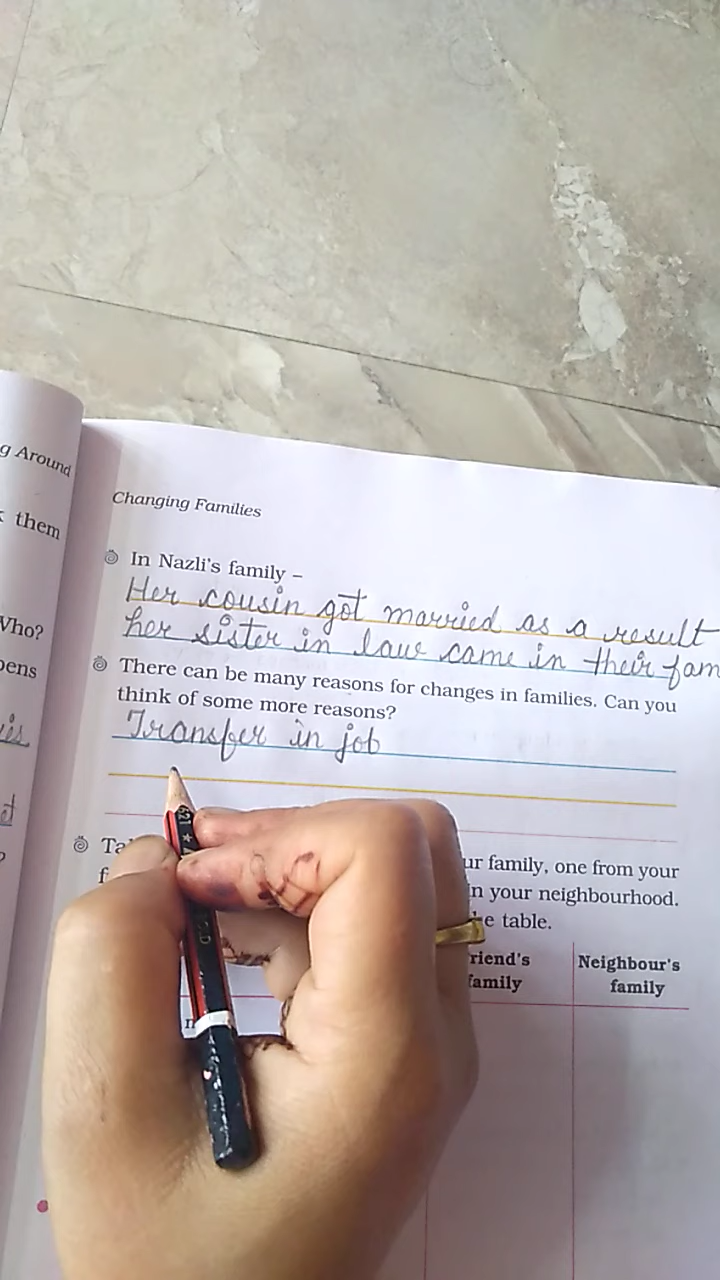 g Around
them
Who?
pens
Changing Families
In Nazli's family –
Her cousin got married as a result
her sister in law came in their fam
There can be many reasons for changes in families. Can you
think of some more reasons?
Transfer in job
Ta
f
ur family, one from your
n your neighbourhood.
e table.
riend's
family
Neighbour's
family